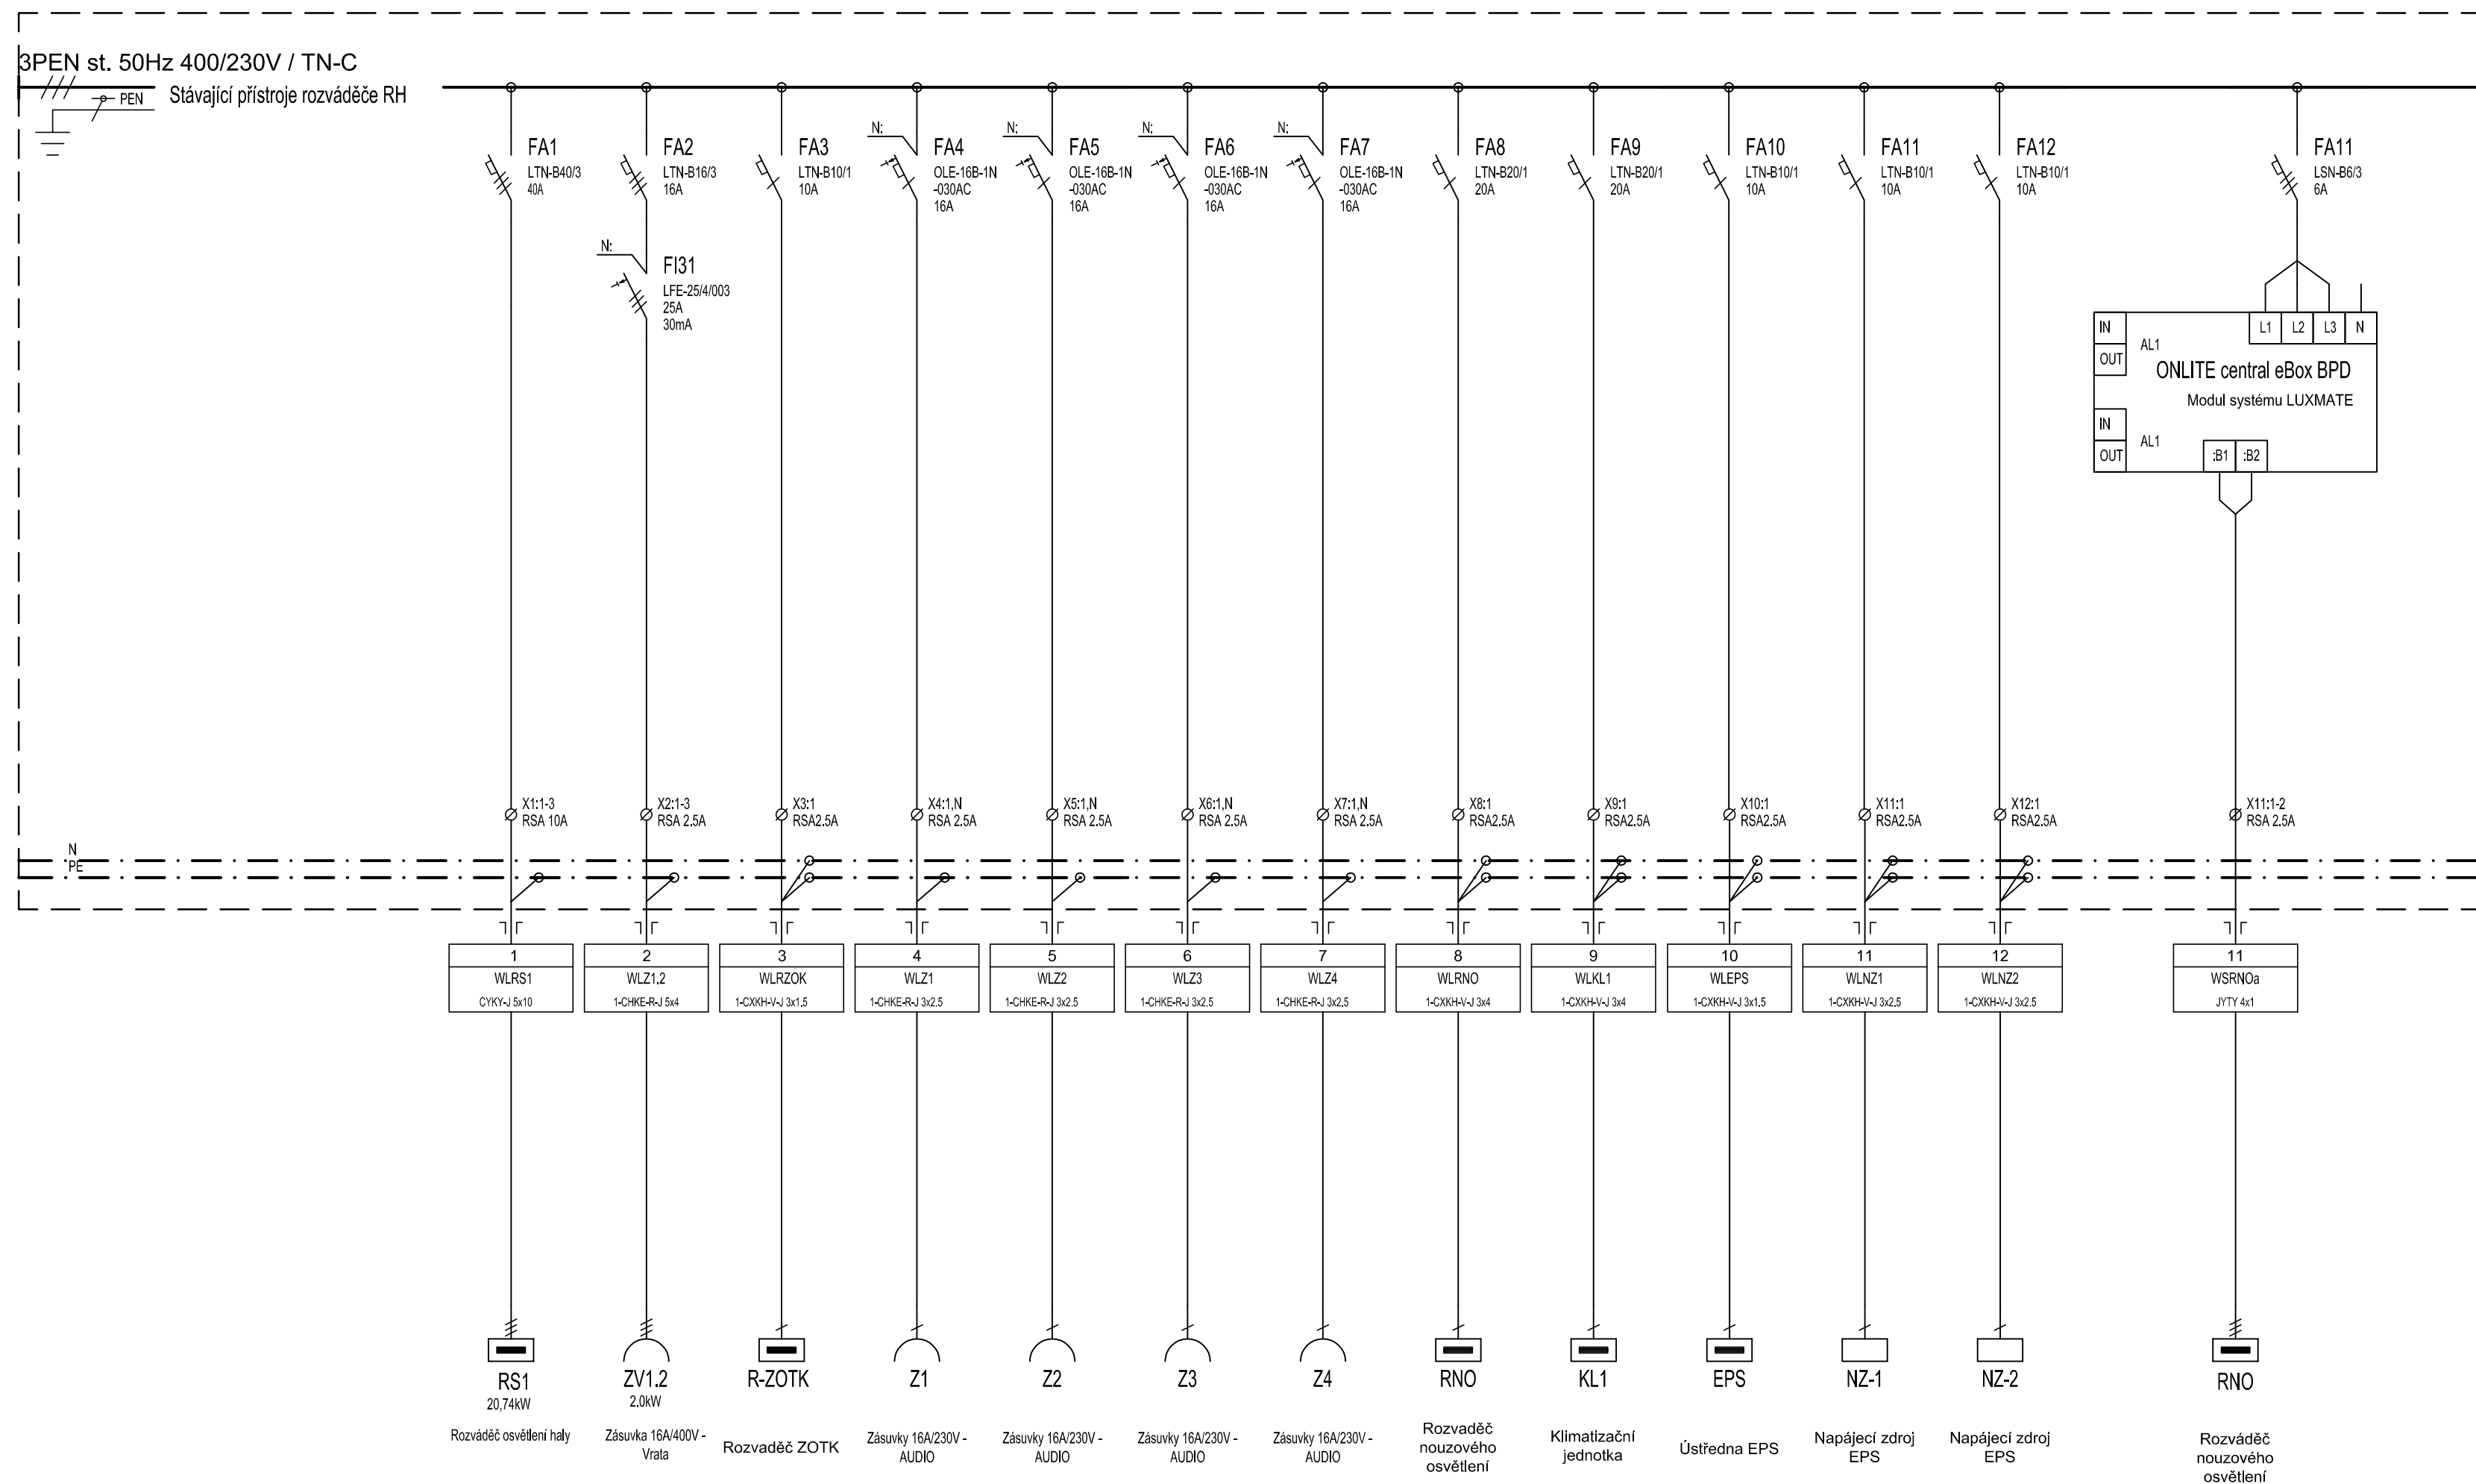 3PEN st. 50Hz 400/230V / TN-C
PEN
Stávající přístroje rozváděče RH
FA1
LTN-B40/3
40A
FA2
LTN-B16/3
16A
N:
FI31
LFE-25/4/003
25A
30mA
FA3
LTN-B10/1
10A
N:
FA4
OLE-16B-1N
-030AC
16A
N:
FA5
OLE-16B-1N
-030AC
16A
N:
FA6
OLE-16B-1N
-030AC
16A
N:
FA7
OLE-16B-1N
-030AC
16A
FA8
LTN-B20/1
20A
FA9
LTN-B20/1
20A
FA10
LTN-B10/1
10A
FA11
LTN-B10/1
10A
FA12
LTN-B10/1
10A
FA11
LSN-B6/3
6A
IN
OUT
AL1
L1 L2 L3 N
ONLITE central eBox BPD
Modul systému LUXMATE
IN
OUT
AL1
:B1 :B2
X1:1-3
RSA 10A
X2:1-3
RSA 2.5A
X3:1
RSA2.5A
X4:1,N
RSA 2.5A
X5:1,N
RSA 2.5A
X6:1,N
RSA 2.5A
X7:1,N
RSA 2.5A
X8:1
RSA2.5A
X9:1
RSA2.5A
X10:1
RSA2.5A
X11:1
RSA2.5A
X12:1
RSA2.5A
X11:1-2
RSA 2.5A
N
PE
1
WLRS1
CYKY-J 5x10
2
WLZ1.2
1-CHKE-R-J 5x4
3
WLRZOK
1-CXKH-V-J 3x1,5
4
WLZ1
1-CHKE-R-J 3x2,5
5
WLZ2
1-CHKE-R-J 3x2,5
6
WLZ3
1-CHKE-R-J 3x2,5
7
WLZ4
1-CHKE-R-J 3x2,5
8
WLRNO
1-CXKH-V-J 3x4
9
WLKL1
1-CXKH-V-J 3x4
10
WLEPS
1-CXKH-V-J 3x1,5
11
WLNZ1
1-CXKH-V-J 3x2,5
12
WLNZ2
1-CXKH-V-J 3x2,5
11
WSRNOa
JYTY 4x1
RS1
20,74kW
Rozváděč osvětlení haly
ZV1.2
2.0kW
Zásuvka 16A/400V -
Vrata
R-ZOTK
Rozvaděč ZOTK
Z1
Zásuvky 16A/230V -
AUDIO
Z2
Zásuvky 16A/230V -
AUDIO
Z3
Zásuvky 16A/230V -
AUDIO
Z4
Zásuvky 16A/230V -
AUDIO
RNO
Rozvaděč
nouzového
osvětlení
KL1
Klimatizační
jednotka
EPS
Ústředna EPS
NZ-1
Napájecí zdroj
EPS
NZ-2
Napájecí zdroj
EPS
RNO
Rozváděč
nouzového
osvětlení